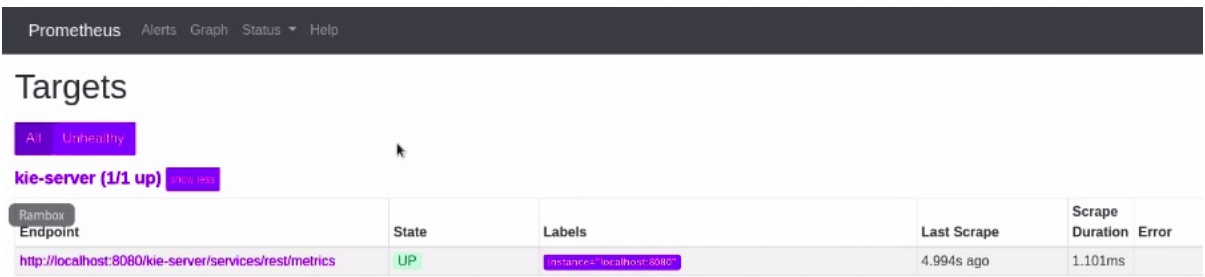 Prometheus Alerts Graph Status Help
Targets
All Unhealthy
kie-server (1/1 up) show less
Rambox
Endpoint State Labels Last Scrape Scrape Duration Error
http://localhost:8080/kie-server/services/rest/metrics UP instance="localhost:8080" 4.994s ago 1.101ms